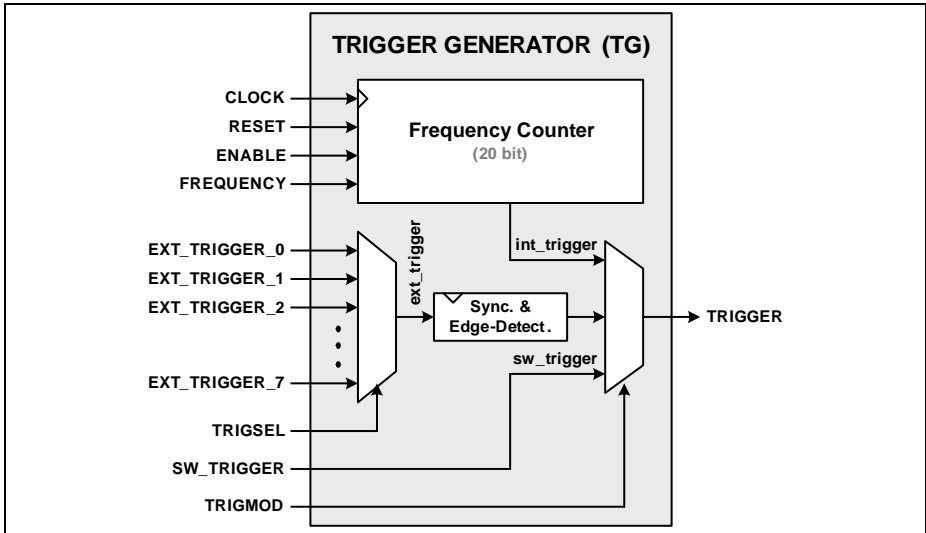 TRIGGER GENERATOR (TG)
CLOCK
RESET
ENABLE
FREQUENCY
Frequency Counter
(20 bit)
EXT_TRIGGER_0
EXT_TRIGGER_1
EXT_TRIGGER_2
EXT_TRIGGER_7
ext_trigger
int_trigger
Sync. &
Edge-Detect.
sw_trigger
TRIGGER
TRIGSEL
SW_TRIGGER
TRIGMOD